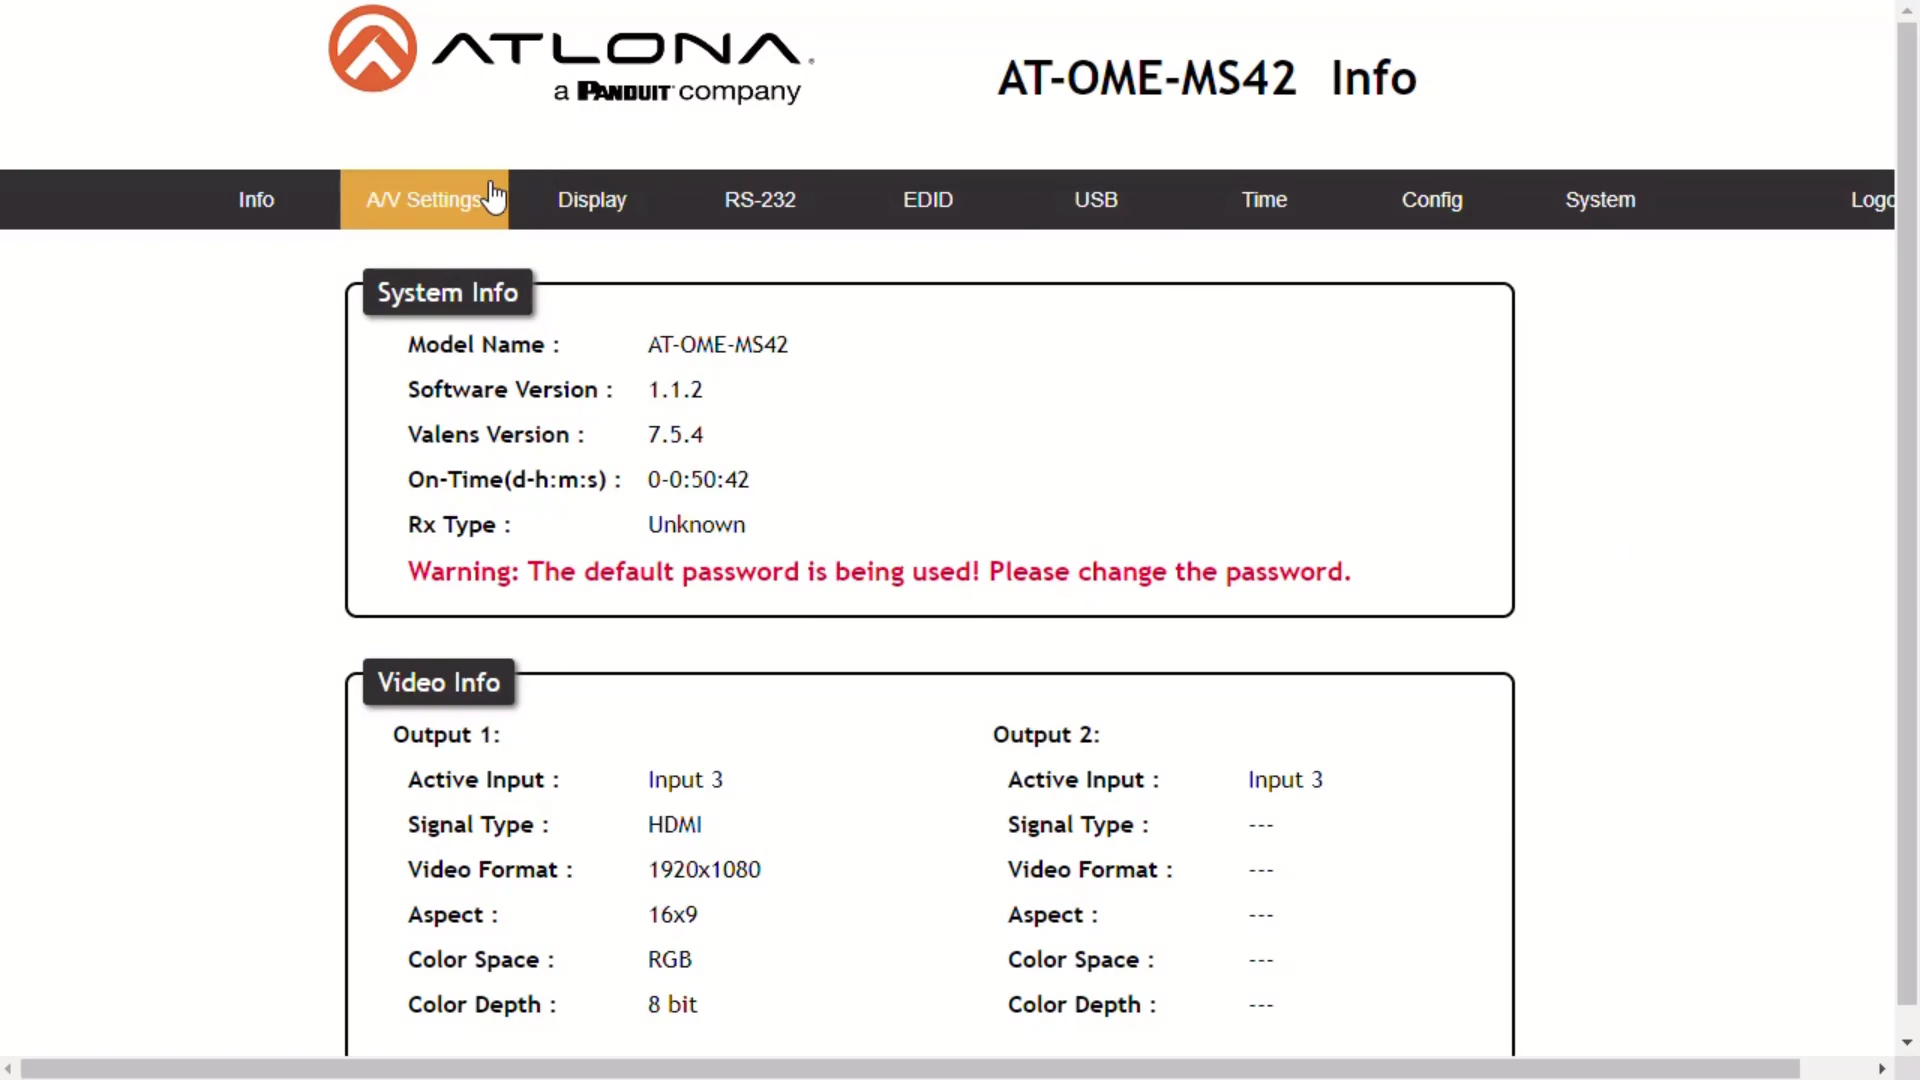 ATLONA
a PANDUIT company
AT-OME-MS42 Info
Info A/V Settings Display RS-232 EDID USB Time Config System Logo
System Info
Model Name : AT-OME-MS42
Software Version : 1.1.2
Valens Version : 7.5.4
On-Time(d-h:m:s) : 0-0:50:42
Rx Type : Unknown
Warning: The default password is being used! Please change the password.
Video Info
Output 1: Output 2:
Active Input : Input 3 Active Input : Input 3
Signal Type : HDMI Signal Type : ---
Video Format : 1920x1080 Video Format : ---
Aspect : 16x9 Aspect : ---
Color Space : RGB Color Space : ---
Color Depth : 8 bit Color Depth : ---